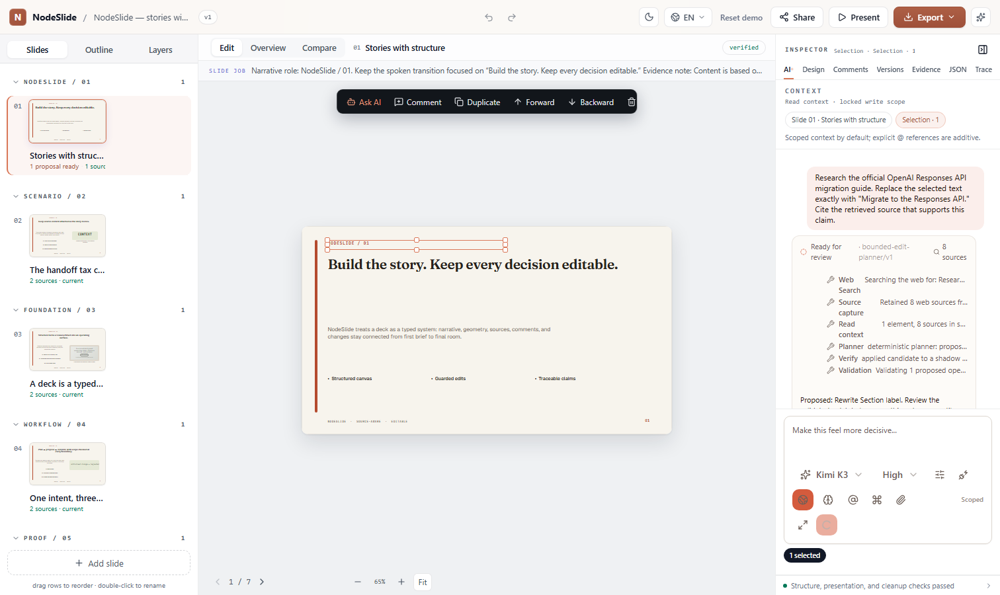 N NodeSlide / NodeSlide — stories wi... v1
EN Reset demo Share Present Export
Slides Outline Layers
Edit Overview Compare 01 Stories with structure verified
SLIDE JOB Narrative role: NodeSlide / 01. Keep the spoken transition focused on “Build the story. Keep every decision editable.” Evidence note: Content is based o...
Ask AI Comment Duplicate Forward Backward
NODESLIDE / 01 1
01
Stories with struc...
1 proposal ready 1 sourc
SCENARIO / 02 1
02
CONTEXT
The handoff tax c...
2 sources · current
FOUNDATION / 03 1
03
A deck is a typed...
2 sources · current
WORKFLOW / 04 1
04
One intent, three...
2 sources · current
PROOF / 05 1
Add slide
drag rows to reorder · double-click to rename
ODESLIDE / 01
Build the story. Keep every decision editable.
NodeSlide treats a deck as a typed system: narrative, geometry, sources, comments, and
changes stay connected from first brief to final room.
• Structured canvas • Guarded edits • Traceable claims
NODESLIDE · SOURCE-AWARE · EDITABLE 01
1 / 7 65% Fit
INSPECTOR Selection · Selection · 1
AI Design Comments Versions Evidence JSON Trace
CONTEXT
Read context · locked write scope
Slide 01 · Stories with structure Selection · 1
Scoped context by default; explicit @ references are additive.
Research the official OpenAI Responses API
migration guide. Replace the selected text
exactly with "Migrate to the Responses API."
Cite the retrieved source that supports this
claim.
Ready for review · bounded-edit-planner/v1 8 sources
Web Search Searching the web for: Resear...
Source capture Retained 8 web sources fr...
Read context 1 element, 8 sources in s...
Planner deterministic planner: propos...
Verify applied candidate to a shadow ...
Validation Validating 1 proposed ope...
Proposed: Rewrite Section label. Review the
Make this feel more decisive...
Kimi K3 High
Scoped
1 selected
Structure, presentation, and cleanup checks passed